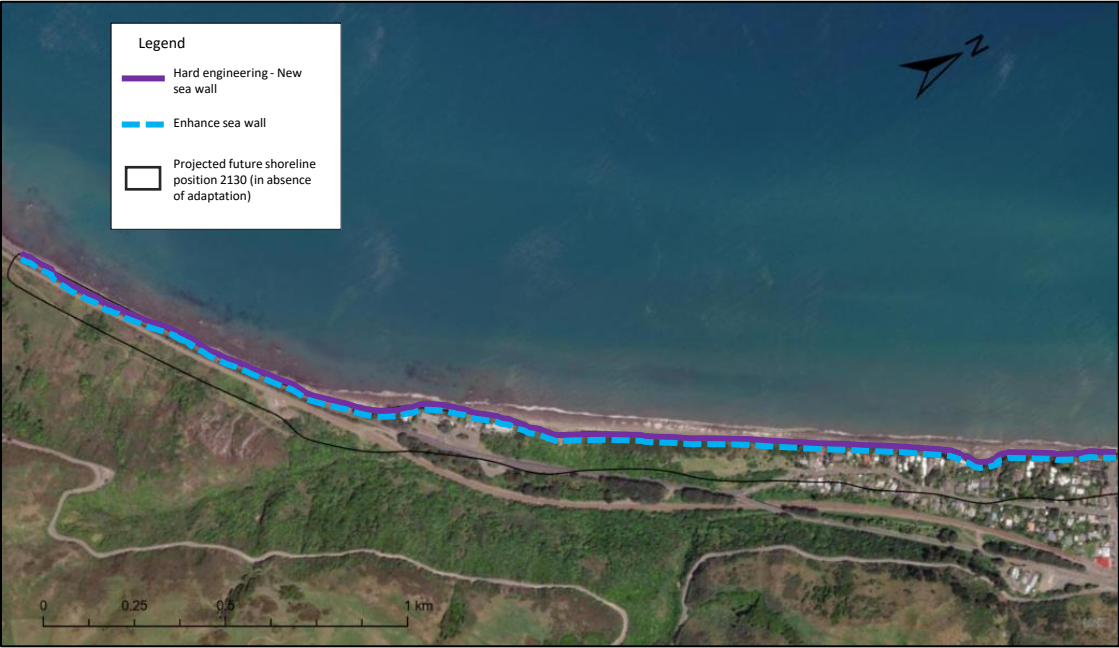 Legend
Hard engineering - New
sea wall
Enhance sea wall
Projected future shoreline
position 2130 (in absence
of adaptation)
N
0 0.25 0.5 1 km